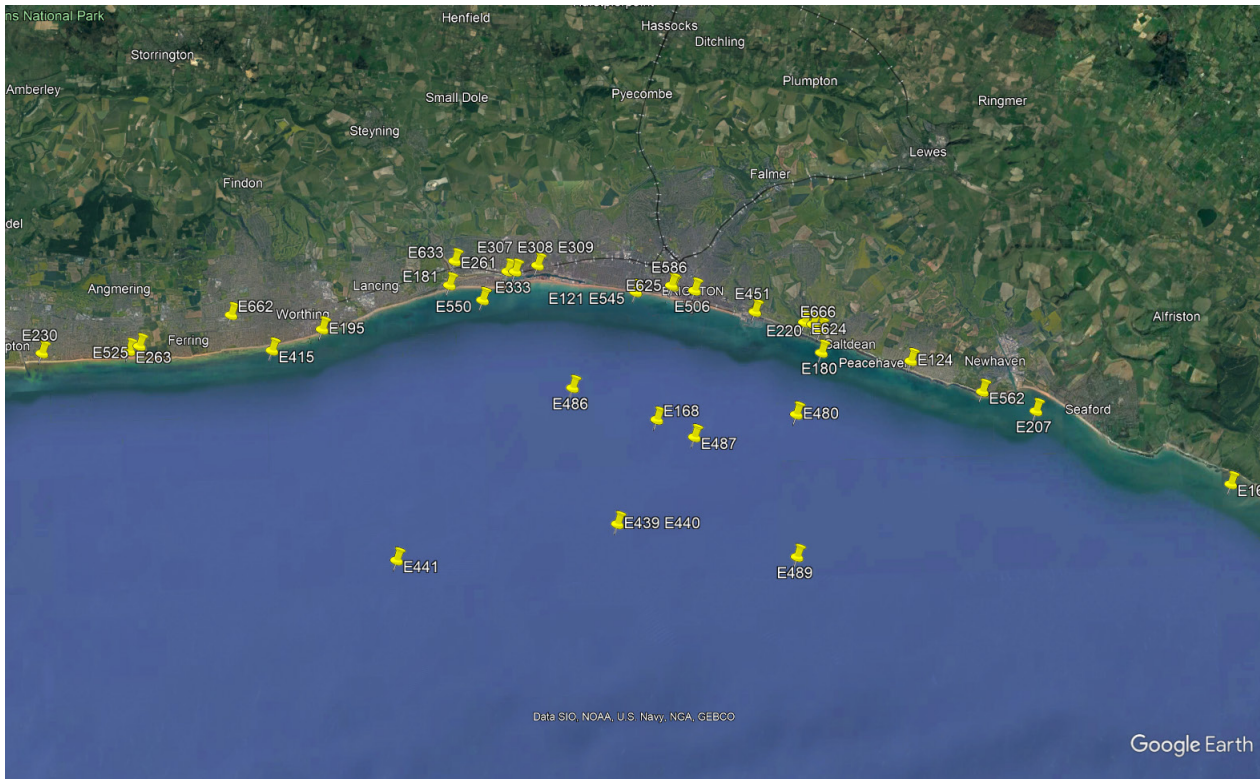 ns National Park
Henfield
Hassocks
Ditchling
Storrington
Plumpton
Amberley
Small Dole
Pyecombe
Ringmer
Steyning
Lewes
Falmer
Findon
del
E633
E307 E308 E309
E261
E586
E181
E333
E625
Angmering
Lancing
E550
E121 E545
E506
E451
E662
Worthing
E666
E220
E624
Alfriston
E195
E230
pton
E525
E263
Ferring
E415
Saltdean
E180
Peacehaven
E124
Newhaven
E562
E486
E168
E480
E207
Seaford
E487
E16
E439 E440
E441
E489
Data SIO, NOAA, U.S. Navy, NGA, GEBCO
Google Earth